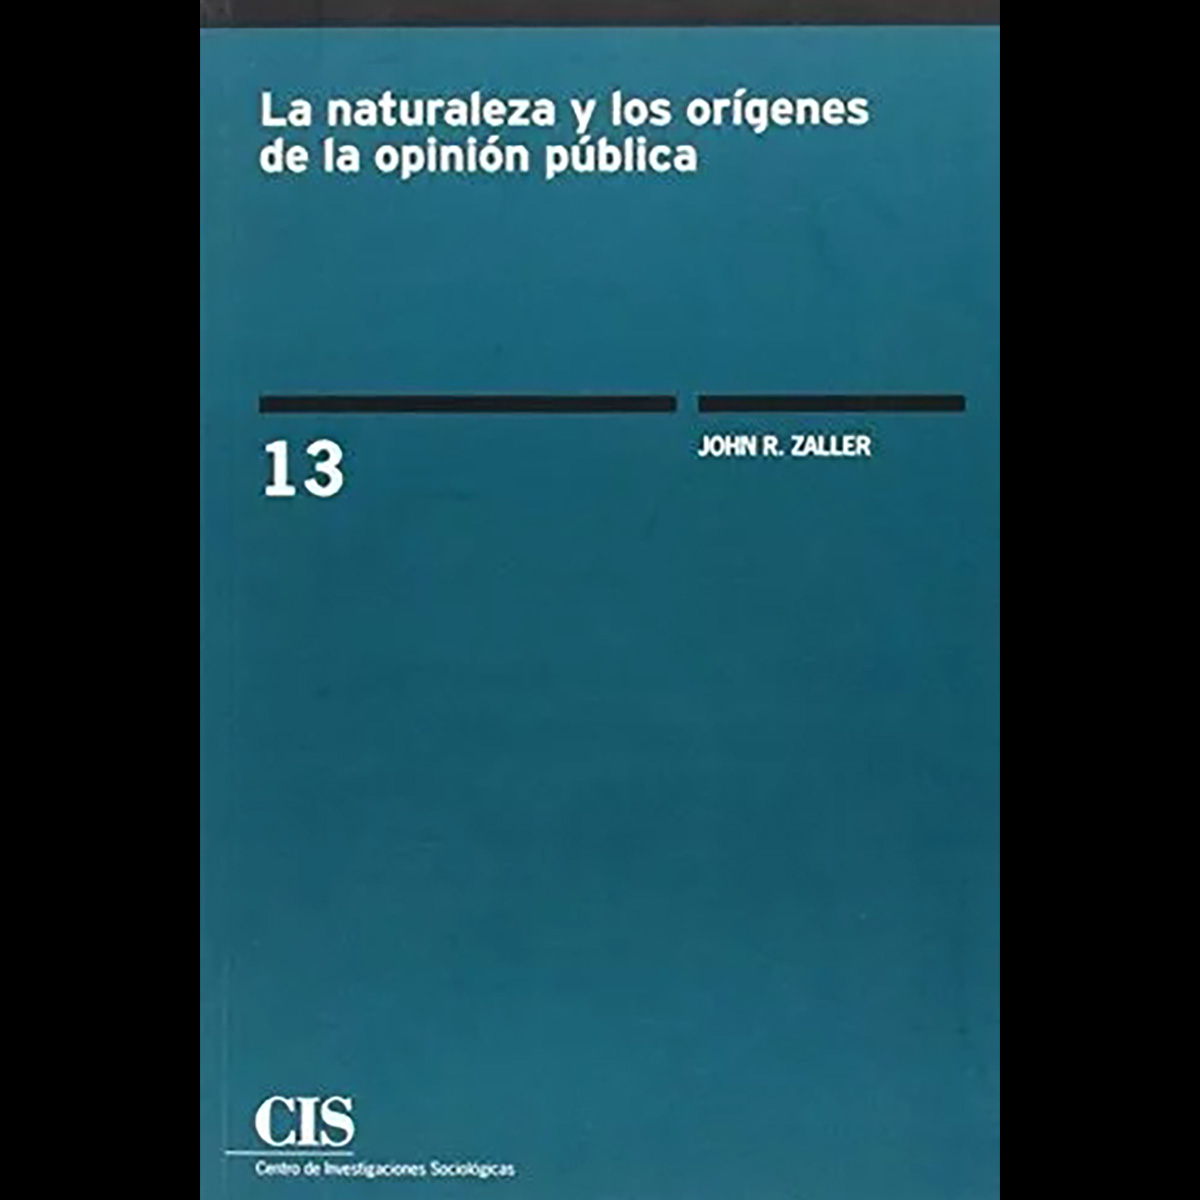 La naturaleza y los orígenes
de la opinión pública
13
JOHN R. ZALLER
CIS
Centro de Investigaciones Sociológicas